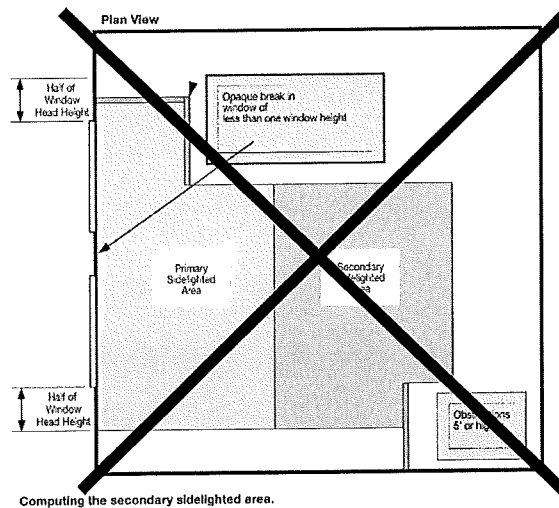 Plan View
Half of
Window
Head Height
Opaque break in
window of
less than one window height
Primary
Sidelighted
Area
Secondary
Sidelighted
Area
Half of
Window
Head Height
5' or
Computing the secondary sidelighted area.